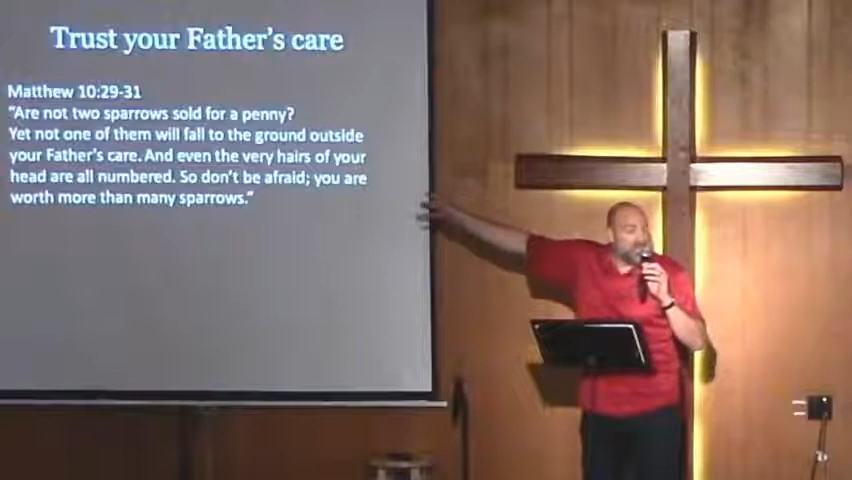 Trust your Father's care
Matthew 10:29-31
"Are not two sparrows sold for a penny?
Yet not one of them will fall to the ground outside
your Father's care. And even the very hairs of your
head are all numbered. So don't be afraid; you are
worth more than many sparrows."